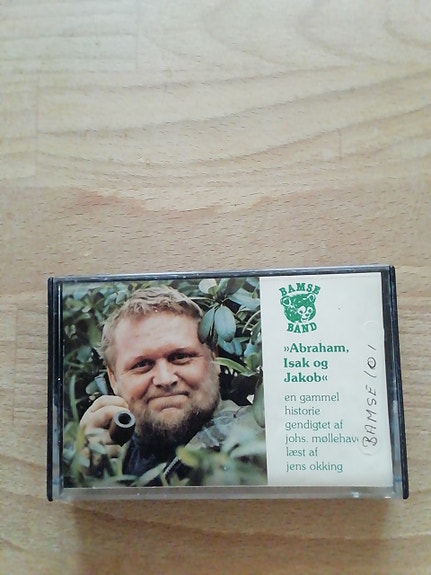 BAMSE
BAND
»Abraham,
Isak og
Jakob«
en gammel
historie
gendigtet af
johs. møllehave
læst af
jens okking
BAMSE 101